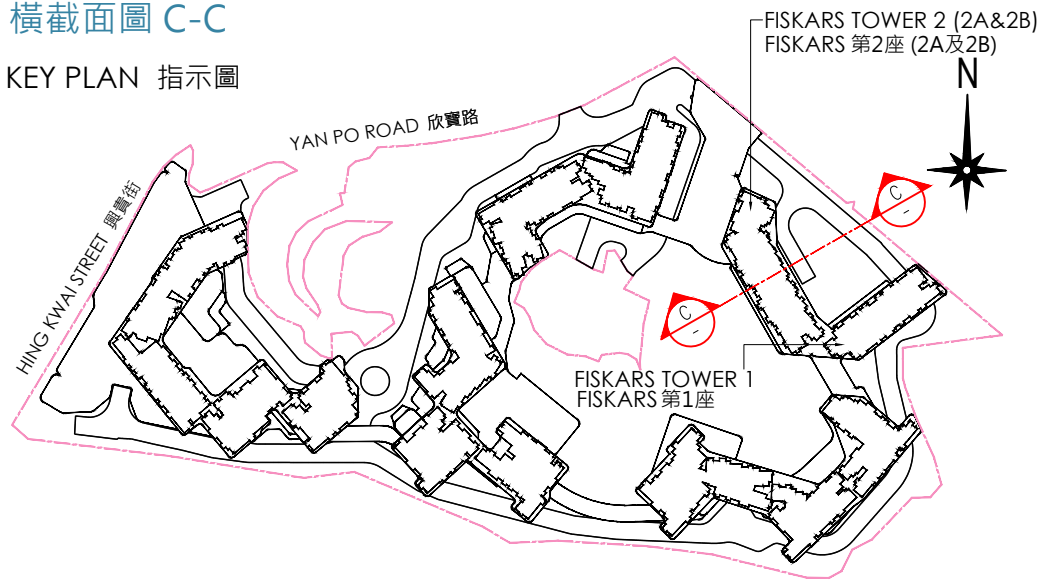 橫截面圖 C-C
KEY PLAN 指示圖
FISKARS TOWER 2 (2A&2B)
FISKARS 第2座 (2A及2B)
N
YAN PO ROAD 欣寶路
HING KWAI STREET 興貴街
C
-
C
-
FISKARS TOWER 1
FISKARS 第1座